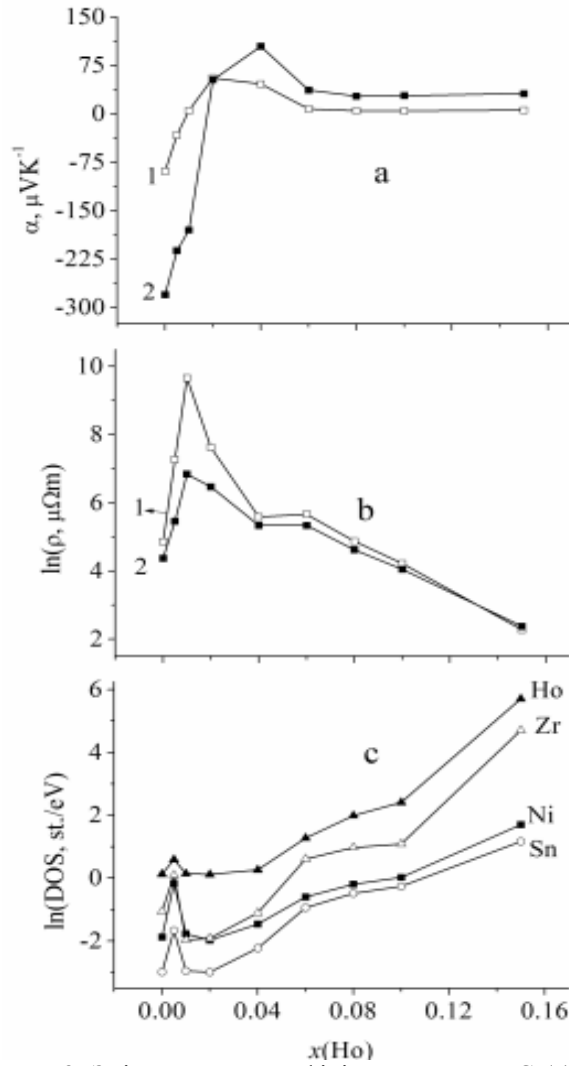 150
75
0
-75
-150
-225
-300
α, μVK⁻¹
1
2
a
10
8
6
4
2
ln(ρ, μΩm)
1
2
b
6
4
2
0
-2
ln(DOS, st./eV)
c
Ho
Zr
Ni
Sn
0.00 0.04 0.08 0.12 0.16
x(Ho)